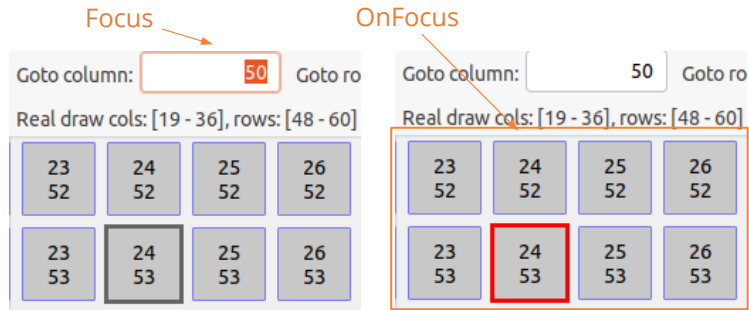 Focus
OnFocus
Goto column: 50 Goto ro
Real draw cols: [19 - 36], rows: [48 - 60]
23 24 25 26
52 52 52 52
23 24 25 26
53 53 53 53
Goto column: 50 Goto ro
Real draw cols: [19 - 36], rows: [48 - 60]
23 24 25 26
52 52 52 52
23 24 25 26
53 53 53 53